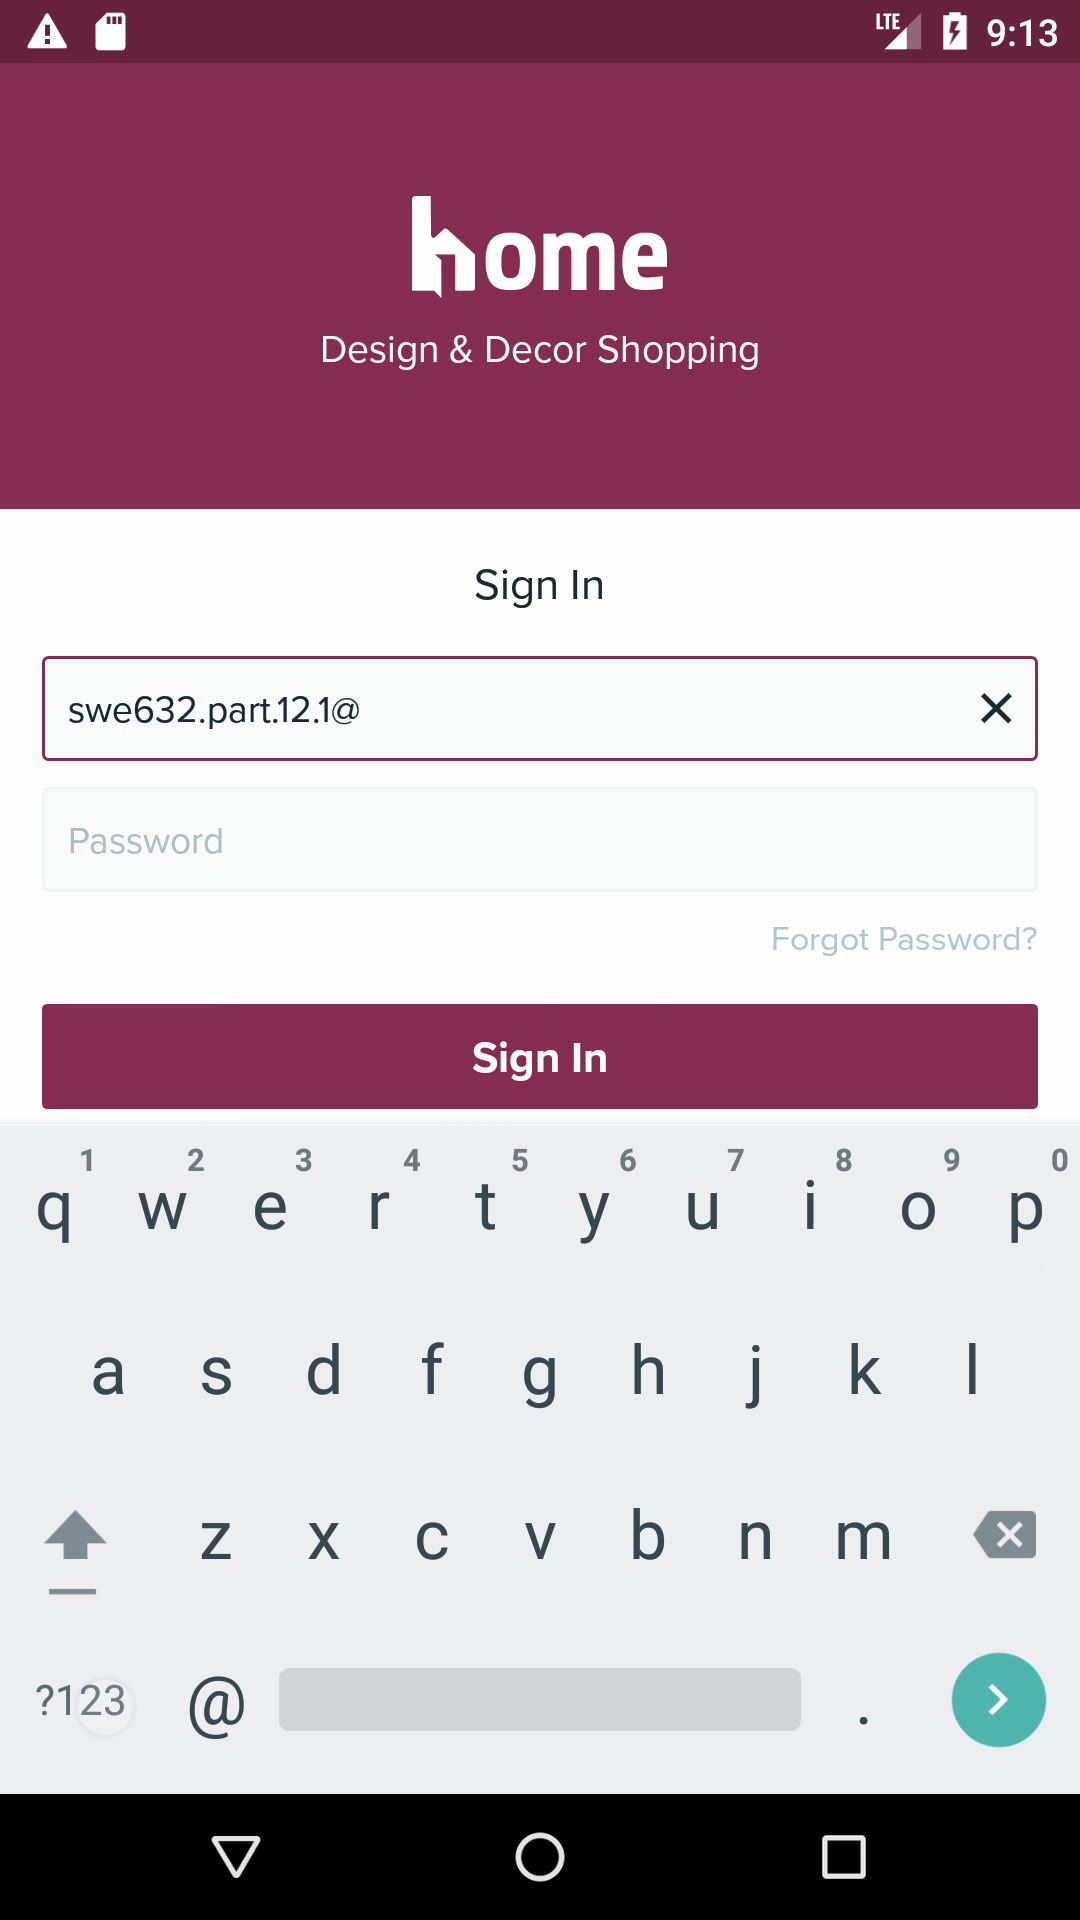 LTE 9:13
home
Design & Decor Shopping
Sign In
swe632.part.12.1@
Password
Forgot Password?
Sign In
1 2 3 4 5 6 7 8 9 0
q w e r t y u i o p
a s d f g h j k l
z x c v b n m
?123 @ .